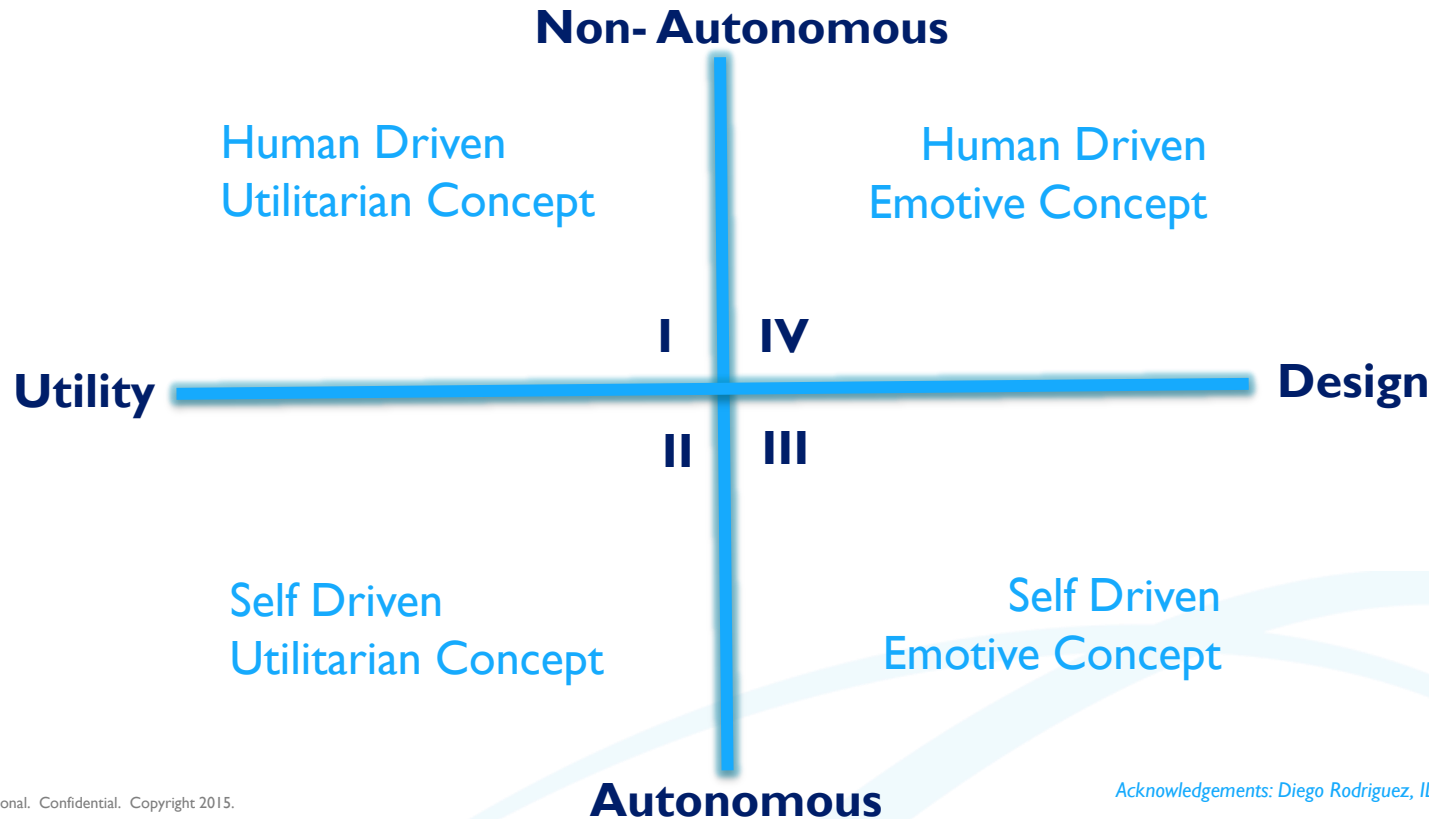 Non- Autonomous
Human Driven
Utilitarian Concept
Human Driven
Emotive Concept
I
IV
Utility
Design
II
III
Self Driven
Utilitarian Concept
Self Driven
Emotive Concept
Autonomous
onal. Confidential. Copyright 2015.
Acknowledgements: Diego Rodriguez,